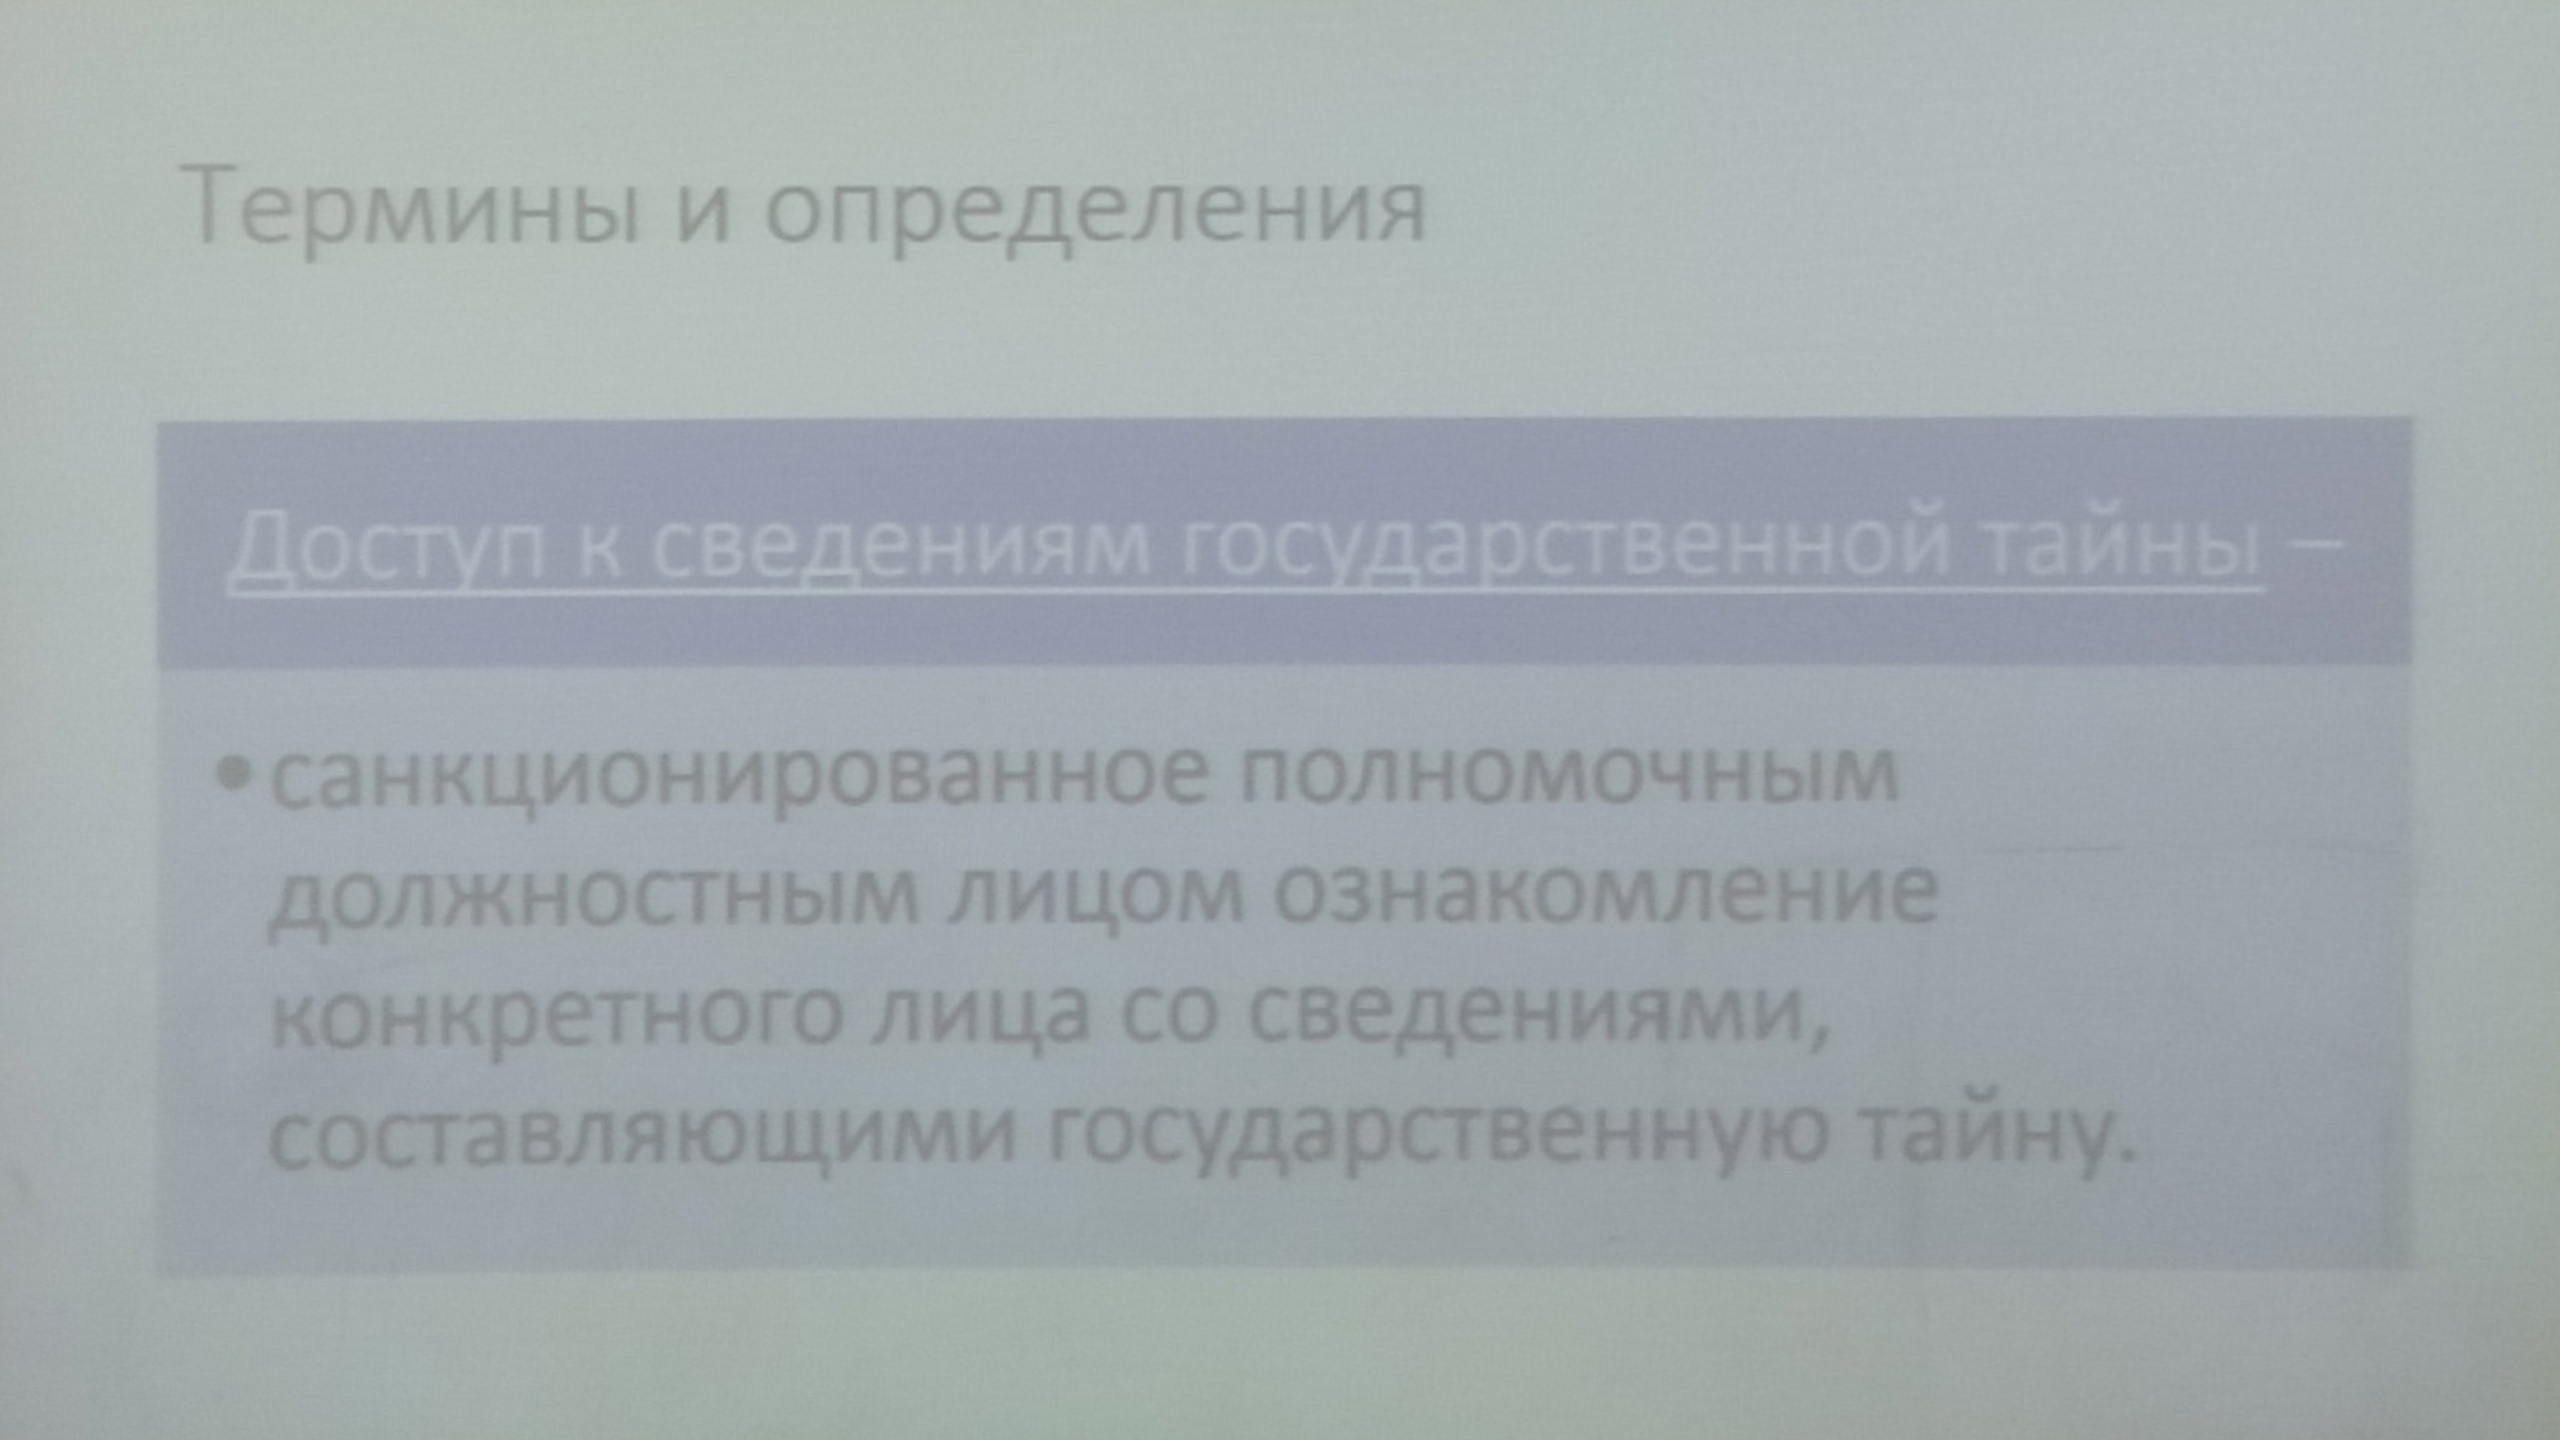 Термины и определения
Доступ к сведениям государственной тайны –
• санкционированное полномочным
должностным лицом ознакомление
конкретного лица со сведениями,
составляющими государственную тайну.